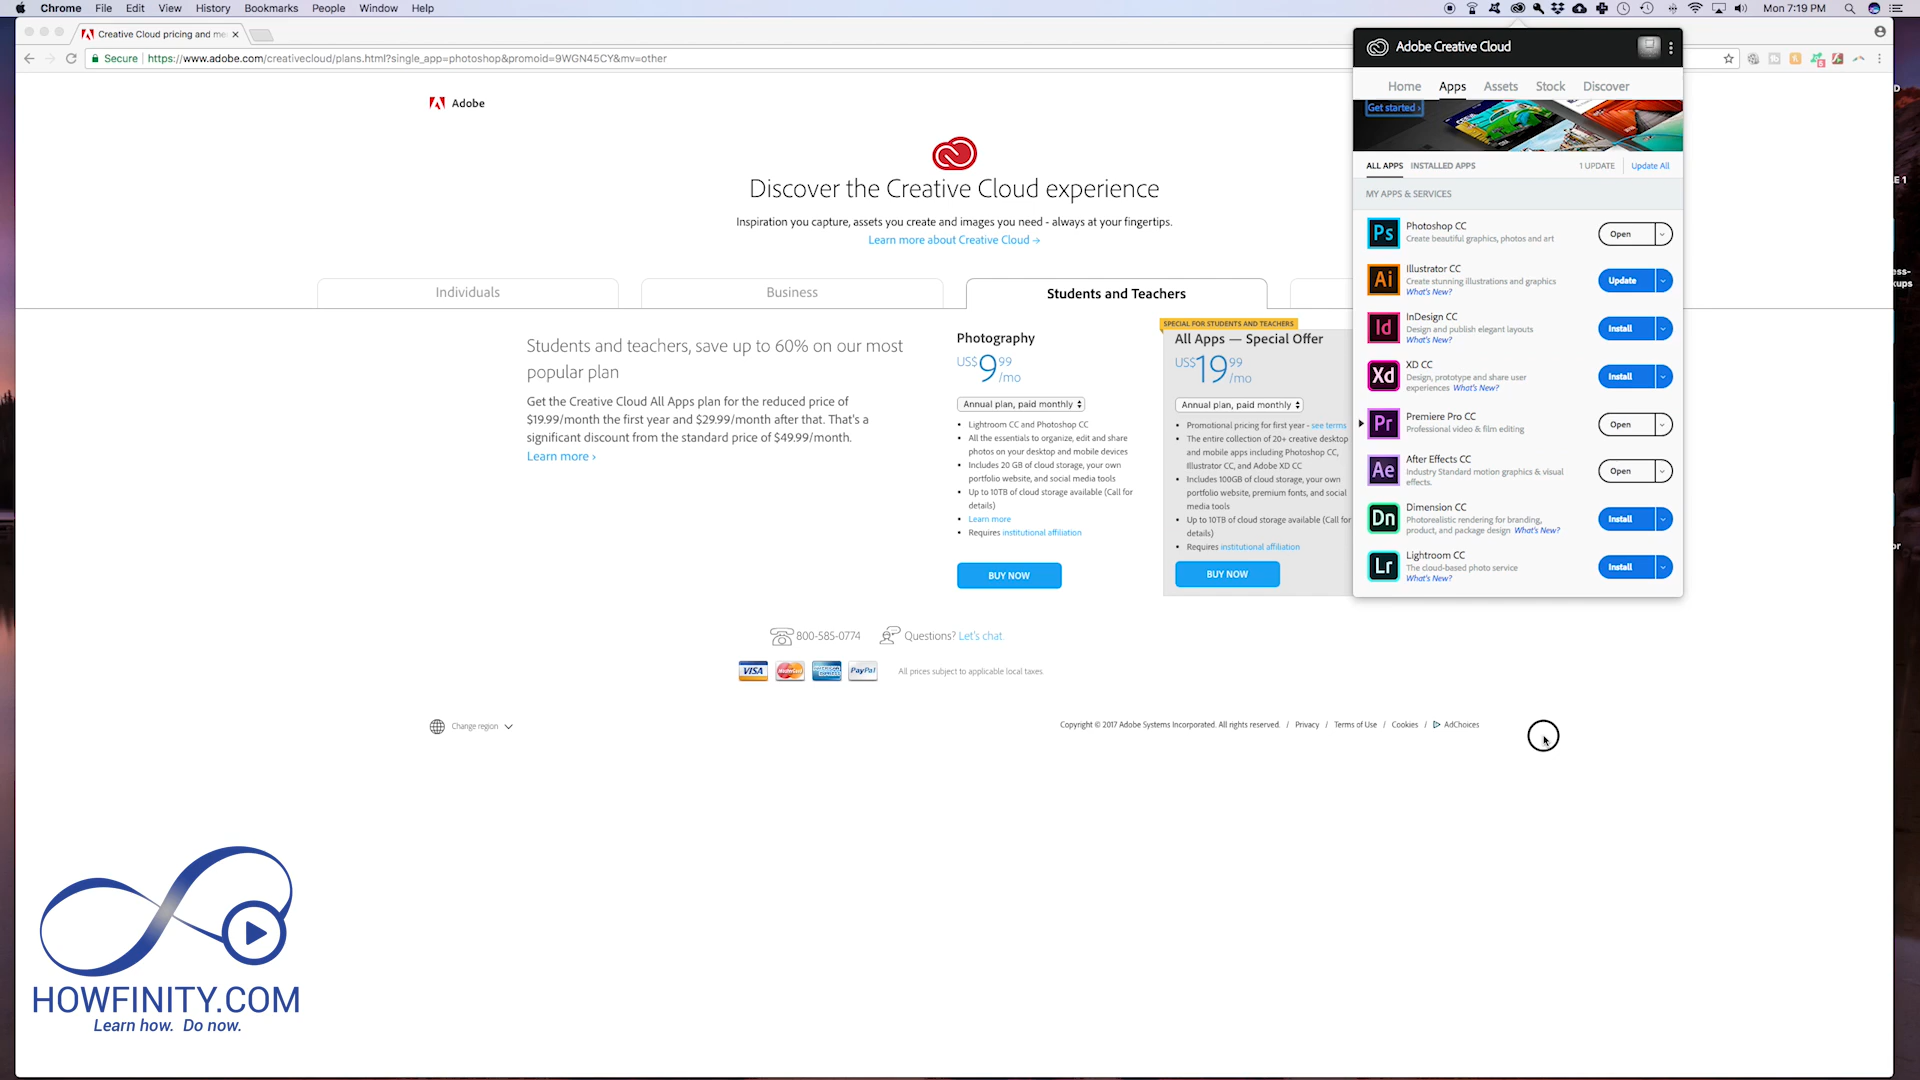 Chrome File Edit View History Bookmarks People Window Help
Mon 7:19 PM
Creative Cloud pricing and me
Secure https://www.adobe.com/creativecloud/plans.html?single_app=photoshop&promoid=9WGN45CY&mv=other
Adobe
Discover the Creative Cloud experience
Inspiration you capture, assets you create and images you need - always at your fingertips.
Learn more about Creative Cloud →
Individuals
Business
Students and Teachers
Students and teachers, save up to 60% on our most
popular plan
Get the Creative Cloud All Apps plan for the reduced price of
$19.99/month the first year and $29.99/month after that. That's a
significant discount from the standard price of $49.99/month.
Learn more ›
Photography
US$9 99 /mo
Annual plan, paid monthly
• Lightroom CC and Photoshop CC
• All the essentials to organize, edit and share
photos on your desktop and mobile devices
• Includes 20 GB of cloud storage, your own
portfolio website, and social media tools
• Up to 10TB of cloud storage available (Call for
details)
• Learn more
• Requires institutional affiliation
BUY NOW
SPECIAL FOR STUDENTS AND TEACHERS
All Apps — Special Offer
US$19 99 /mo
Annual plan, paid monthly
• Promotional pricing for first year - see terms
• The entire collection of 20+ creative desktop
and mobile apps including Photoshop CC,
Illustrator CC, and Adobe XD CC
• Includes 100GB of cloud storage, your own
portfolio website, premium fonts, and social
media tools
• Up to 10TB of cloud storage available (Call for
details)
• Requires institutional affiliation
BUY NOW
800-585-0774
Questions? Let's chat.
VISA MasterCard AMERICAN EXPRESS PayPal
All prices subject to applicable local taxes
Change region
Copyright © 2017 Adobe Systems Incorporated. All rights reserved. / Privacy / Terms of Use / Cookies / AdChoices
Adobe Creative Cloud
Home Apps Assets Stock Discover
Get started ›
ALL APPS INSTALLED APPS 1 UPDATE Update All
MY APPS & SERVICES
Ps
Photoshop CC
Create beautiful graphics, photos and art
Open
Ai
Illustrator CC
Create stunning illustrations and graphics
What's New?
Update
Id
InDesign CC
Design and publish elegant layouts
What's New?
Install
Xd
XD CC
Design, prototype and share user
experiences What's New?
Install
Pr
Premiere Pro CC
Professional video & film editing
Open
Ae
After Effects CC
Industry Standard motion graphics & visual
effects.
Open
Dn
Dimension CC
Photorealistic rendering for branding,
product, and package design What's New?
Install
Lr
Lightroom CC
The cloud-based photo service
What's New?
Install
HOWFINITY.COM
Learn how. Do now.